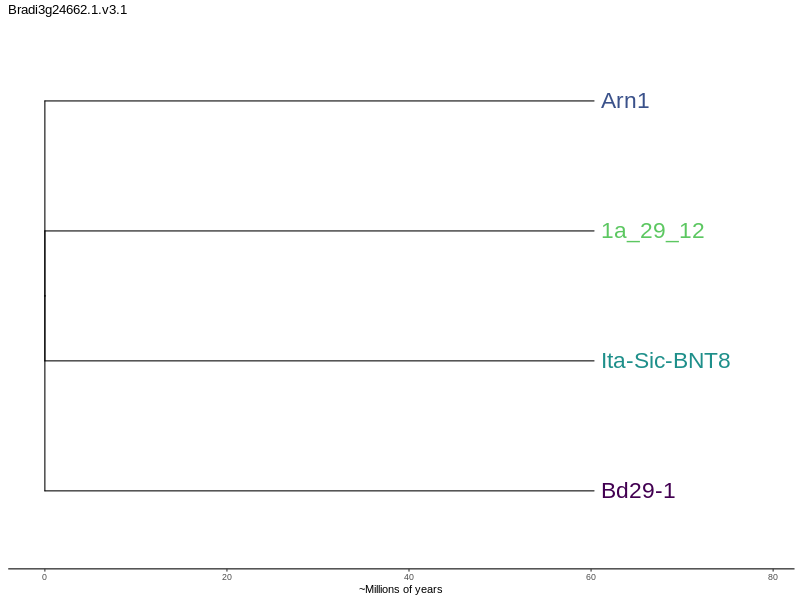 Bradi3g24662.1.v3.1
Arn1
1a_29_12
Ita-Sic-BNT8
Bd29-1
0 20 40 60 80
~Millions of years